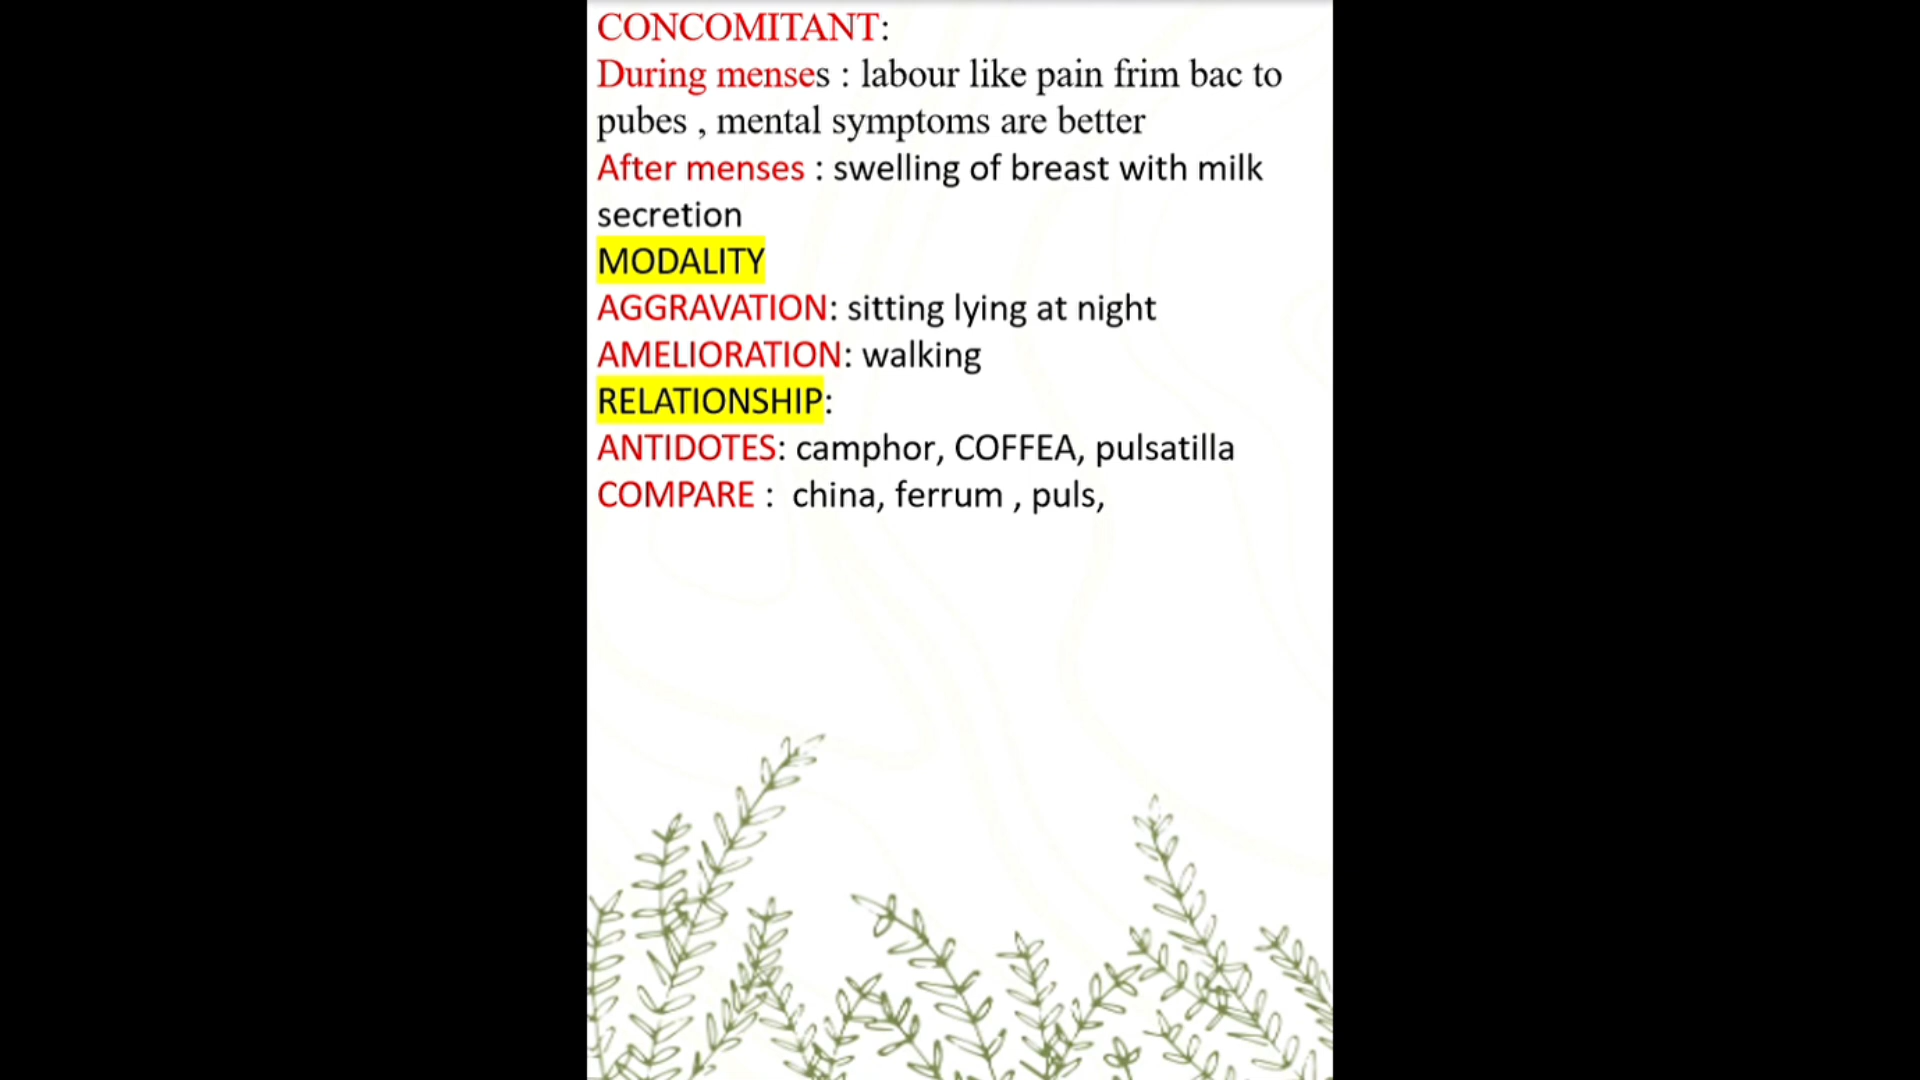 CONCOMITANT:
During menses : labour like pain frim bac to
pubes , mental symptoms are better
After menses : swelling of breast with milk
secretion
MODALITY
AGGRAVATION: sitting lying at night
AMELIORATION: walking
RELATIONSHIP:
ANTIDOTES: camphor, COFFEA, pulsatilla
COMPARE :  china, ferrum , puls,